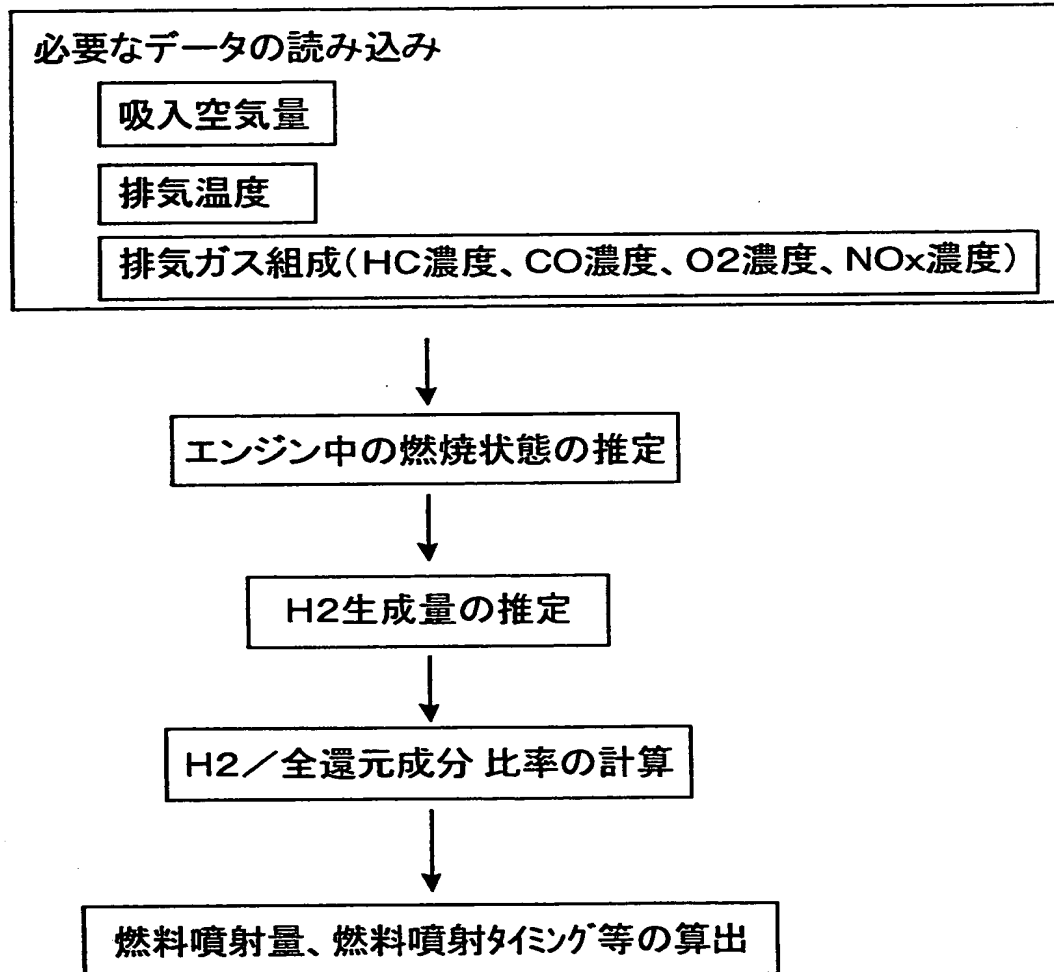 必要なデータの読み込み
吸入空気量
排気温度
排気ガス組成(HC濃度、CO濃度、O2濃度、NOx濃度)
エンジン中の燃焼状態の推定
H2生成量の推定
H2/全還元成分 比率の計算
燃料噴射量、燃料噴射タイミング等の算出